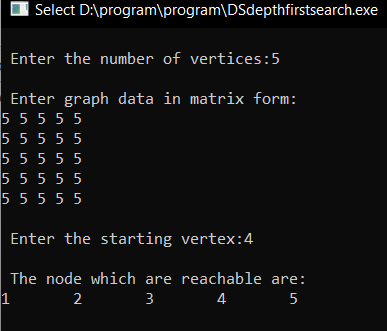 Select D:\program\program\DSdepthfirstsearch.exe
Enter the number of vertices:5
Enter graph data in matrix form:
5 5 5 5 5
5 5 5 5 5
5 5 5 5 5
5 5 5 5 5
5 5 5 5 5
Enter the starting vertex:4
The node which are reachable are:
1 2 3 4 5